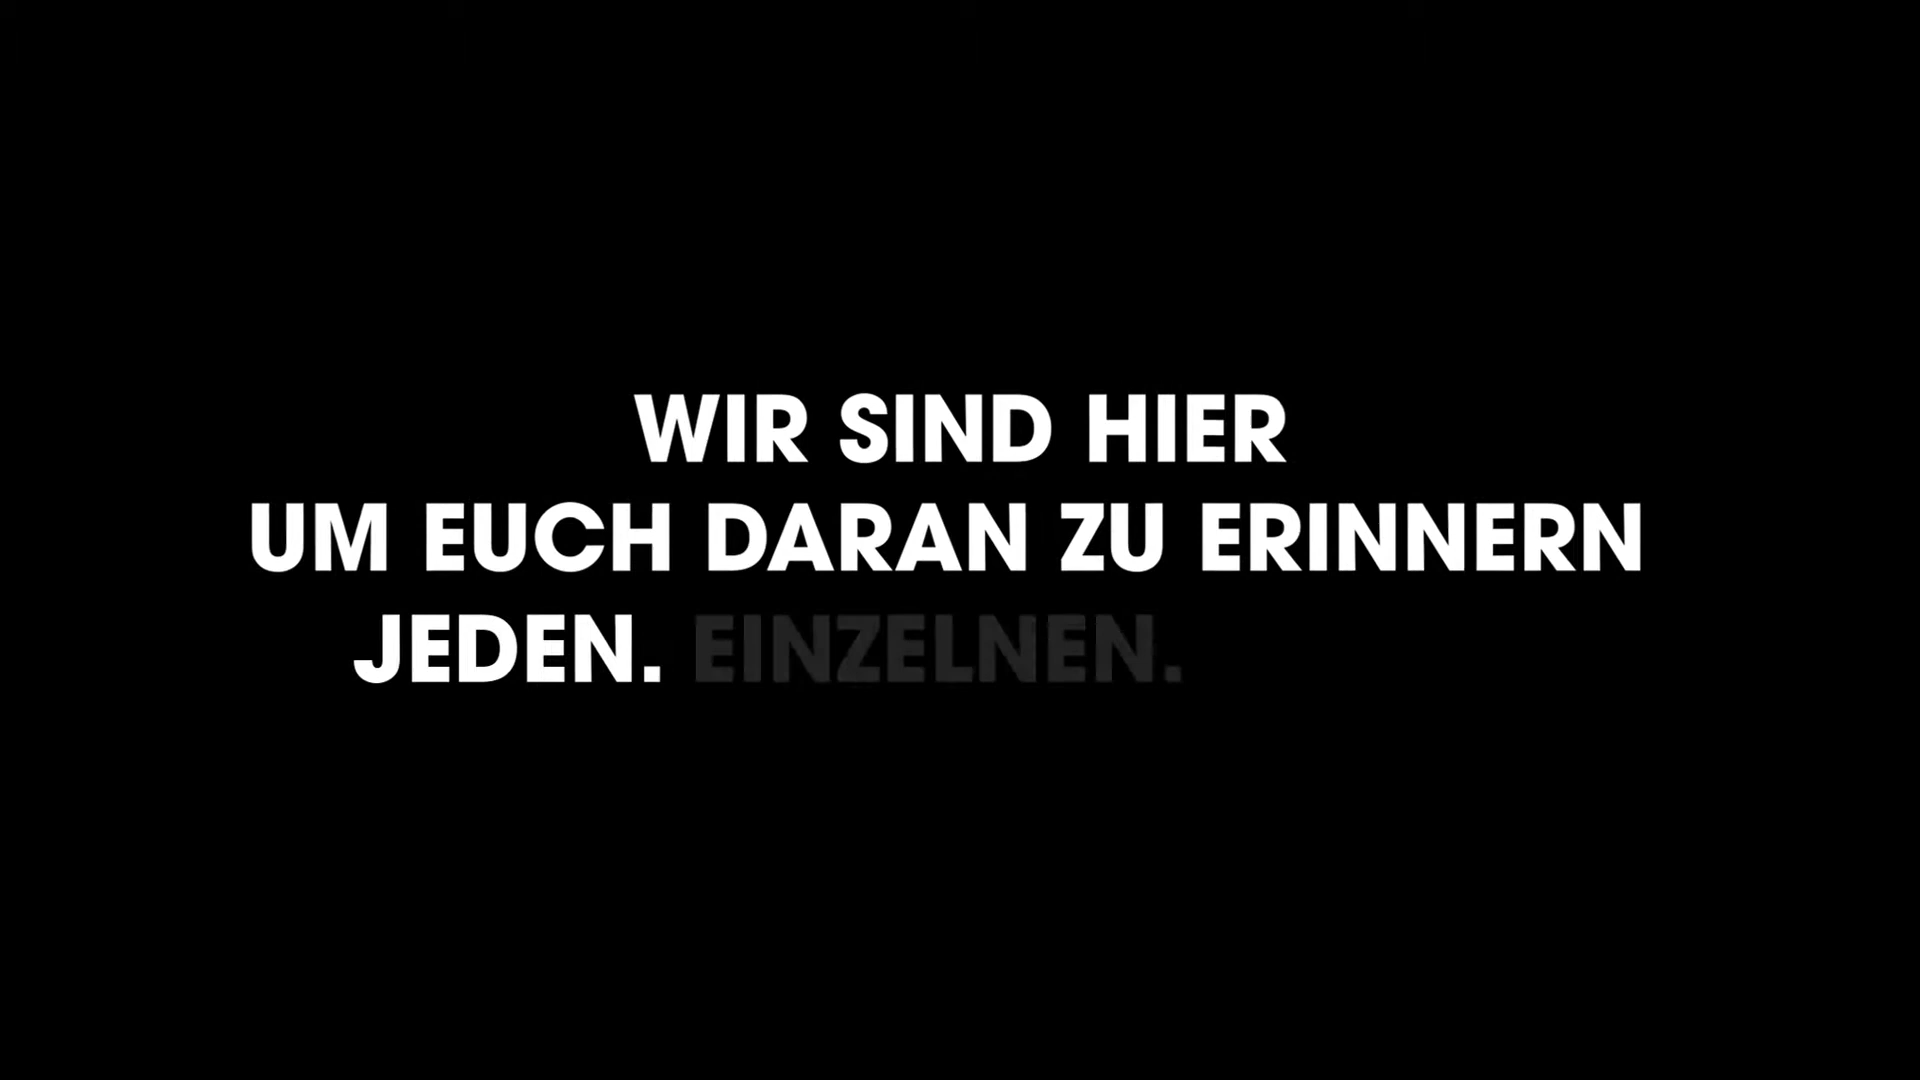 WIR SIND HIER
UM EUCH DARAN ZU ERINNERN
JEDEN. EINZELNEN.